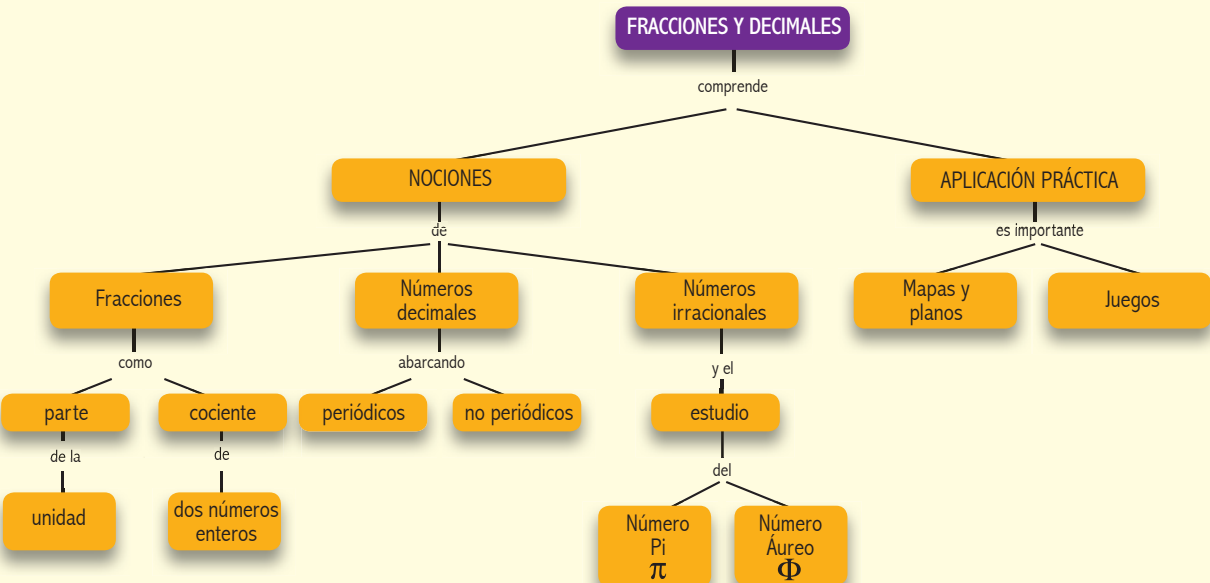 FRACCIONES Y DECIMALES
comprende
NOCIONES
APLICACIÓN PRÁCTICA
de
es importante
Fracciones
Números
decimales
Números
irracionales
Mapas y
planos
Juegos
como
abarcando
y el
parte
cociente
periódicos
no periódicos
estudio
de la
de
del
unidad
dos números
enteros
Número
Pi
π
Número
Áureo
Φ